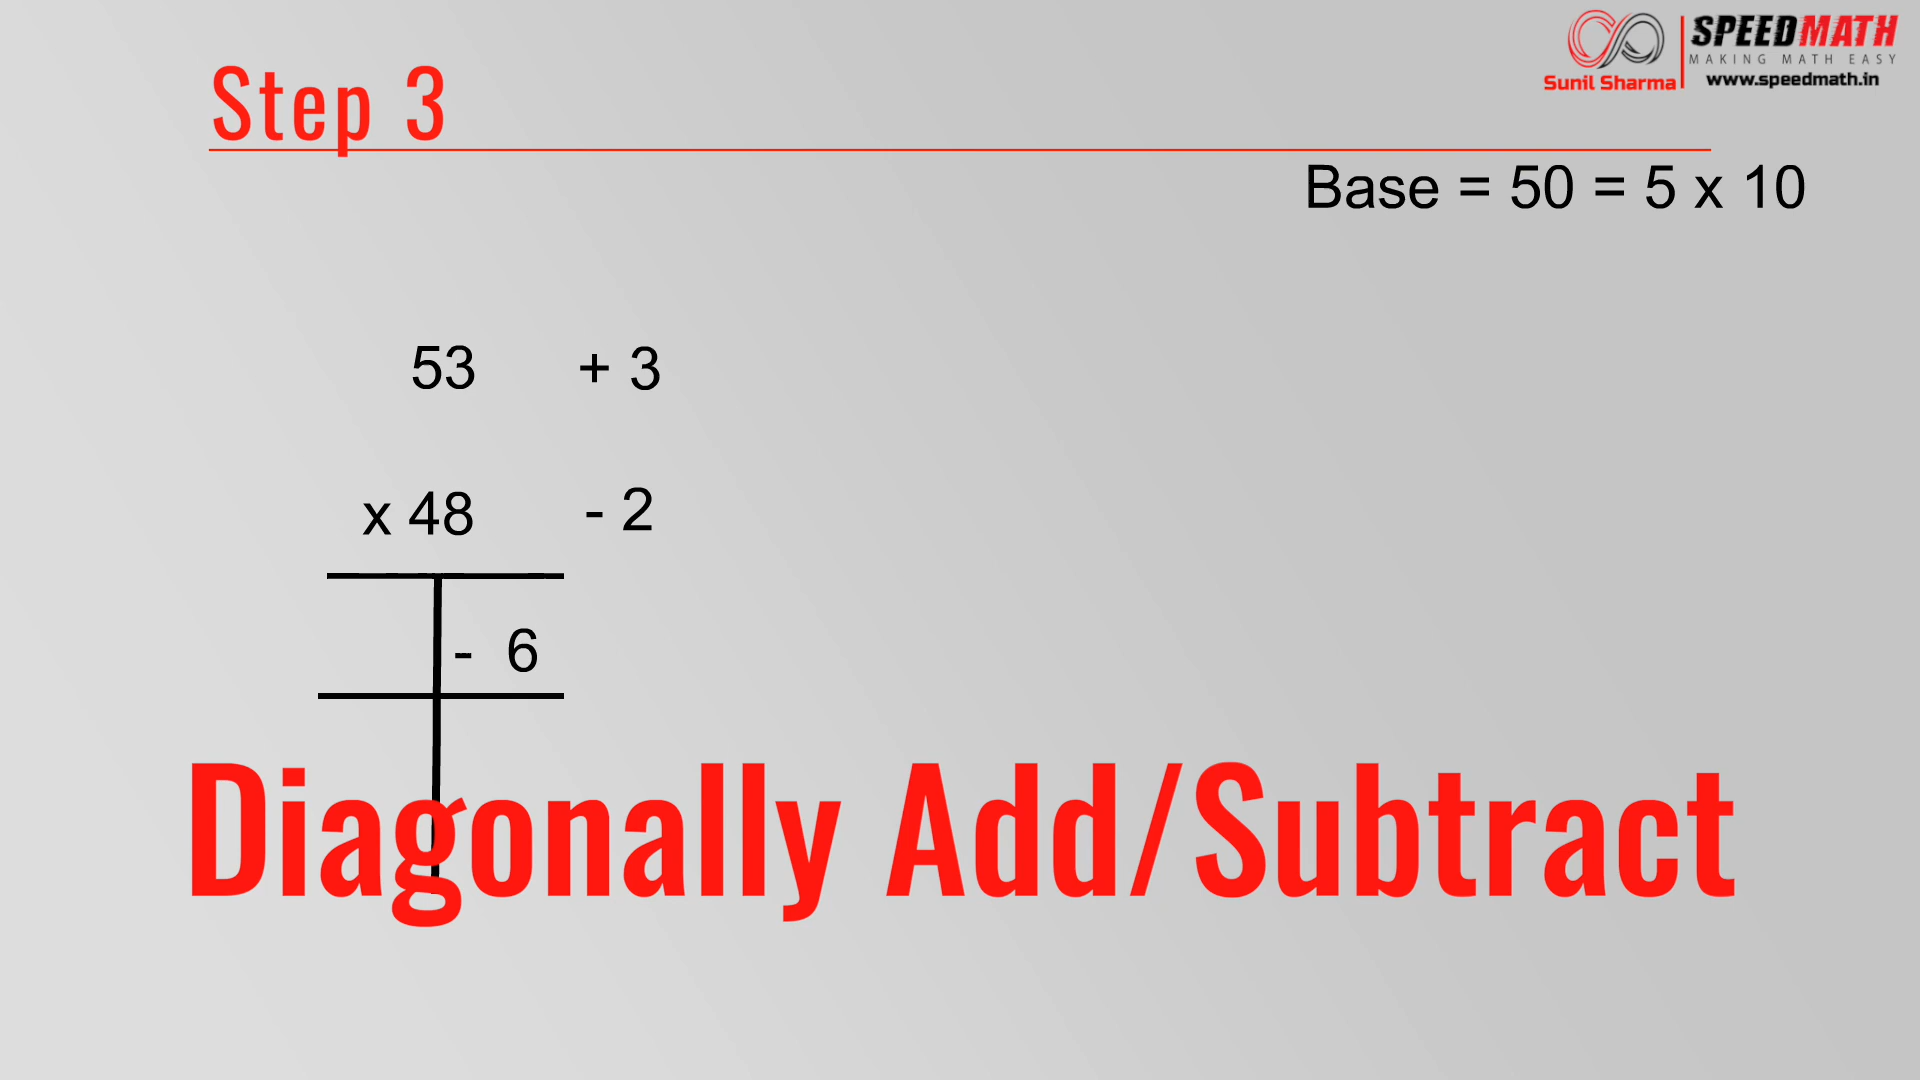 Sunil Sharma
SPEEDMATH
MAKING MATH EASY
www.speedmath.in
Step 3
Base = 50 = 5 x 10
53 + 3
x 48 - 2
- 6
Diagonally Add/Subtract